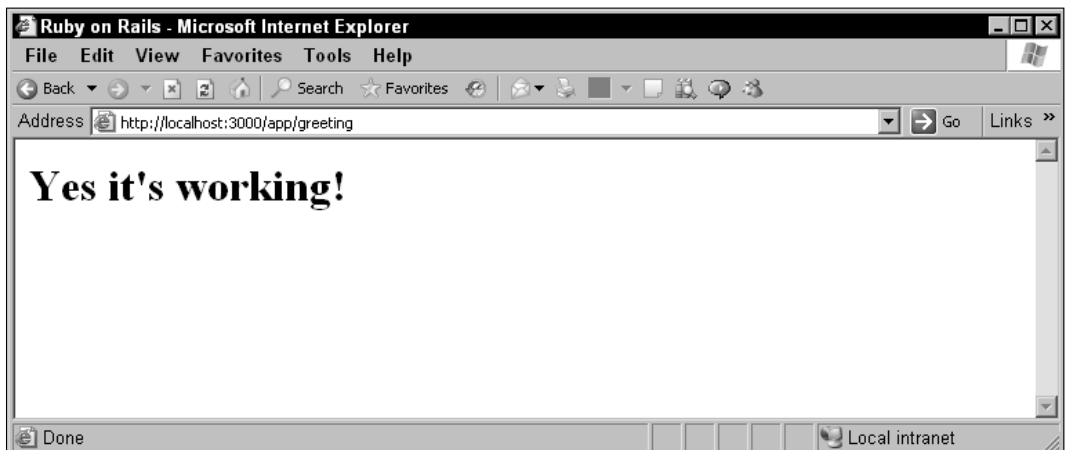 Ruby on Rails - Microsoft Internet Explorer
File Edit View Favorites Tools Help
Back Search Favorites
Address http://localhost:3000/app/greeting Go Links »
Yes it's working!
Done Local intranet